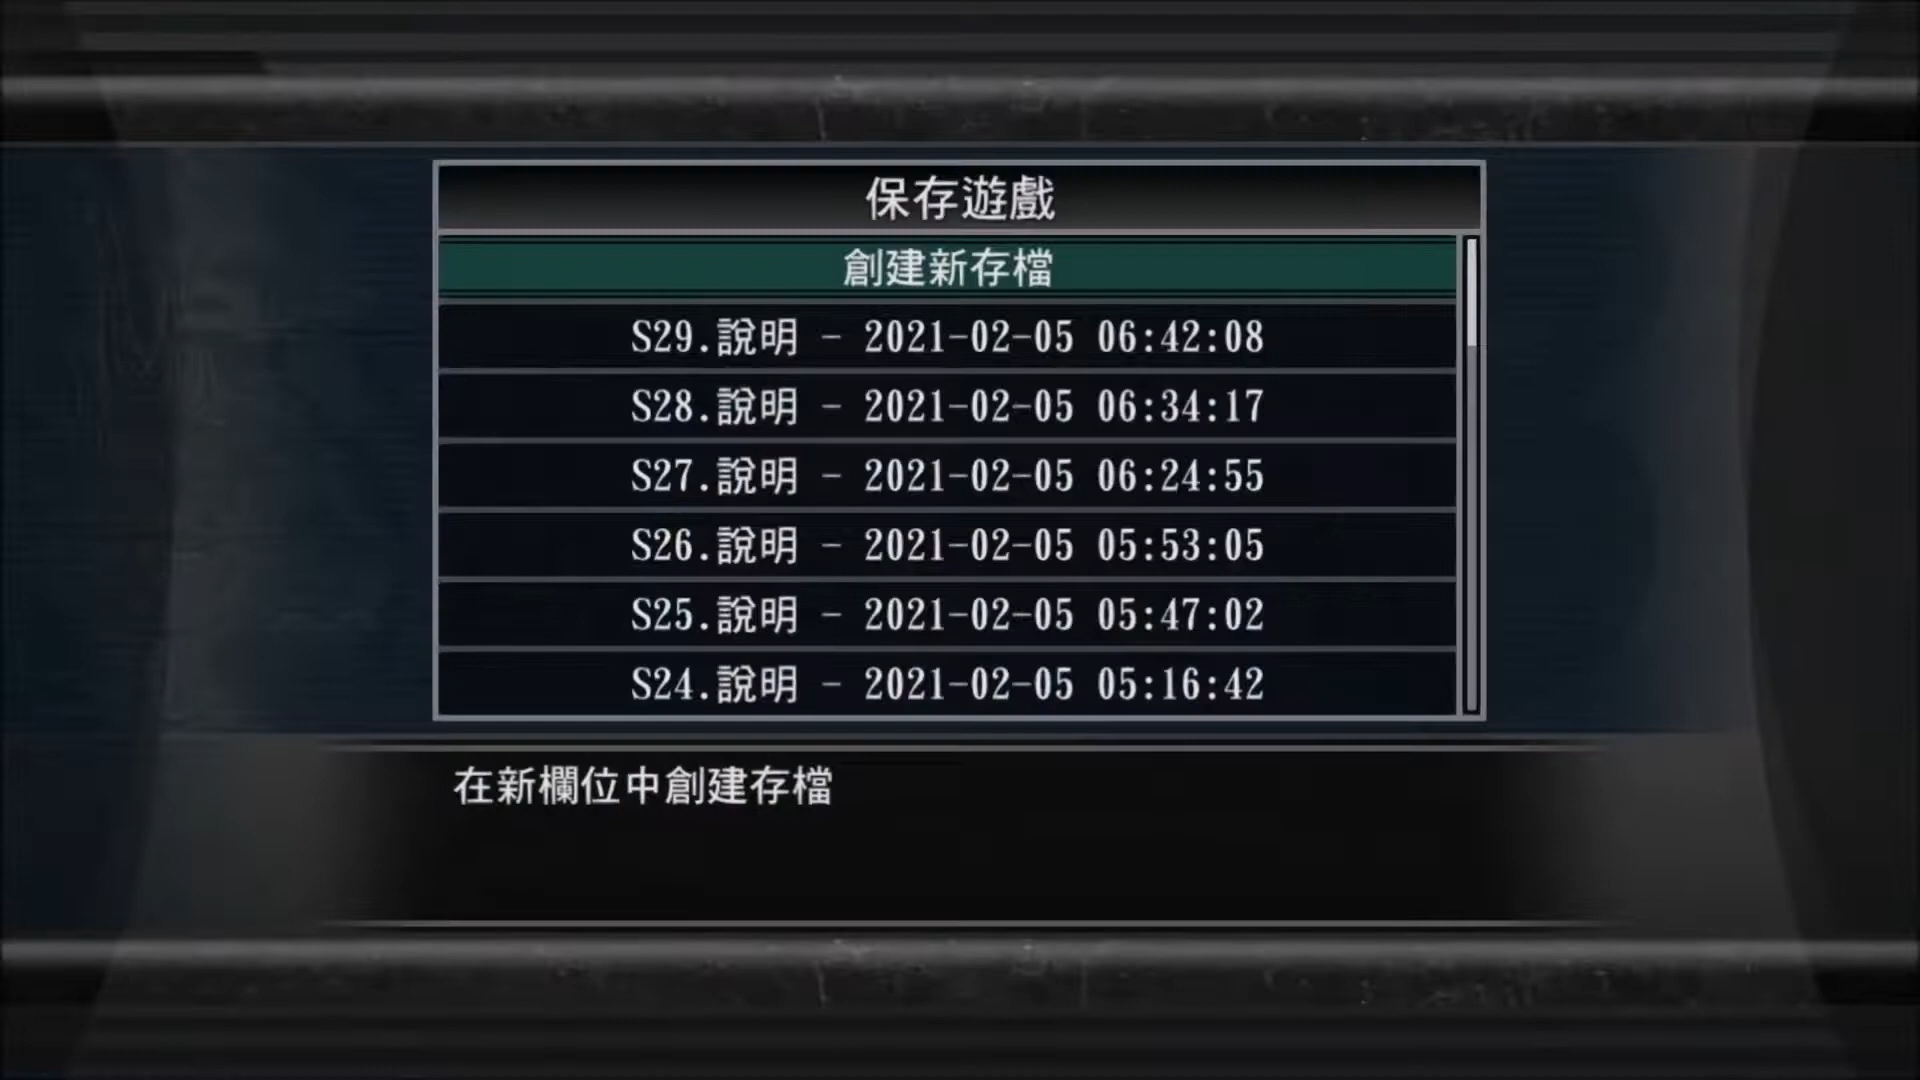 保存遊戲
創建新存檔
S29.說明 - 2021-02-05 06:42:08
S28.說明 - 2021-02-05 06:34:17
S27.說明 - 2021-02-05 06:24:55
S26.說明 - 2021-02-05 05:53:05
S25.說明 - 2021-02-05 05:47:02
S24.說明 - 2021-02-05 05:16:42
在新欄位中創建存檔